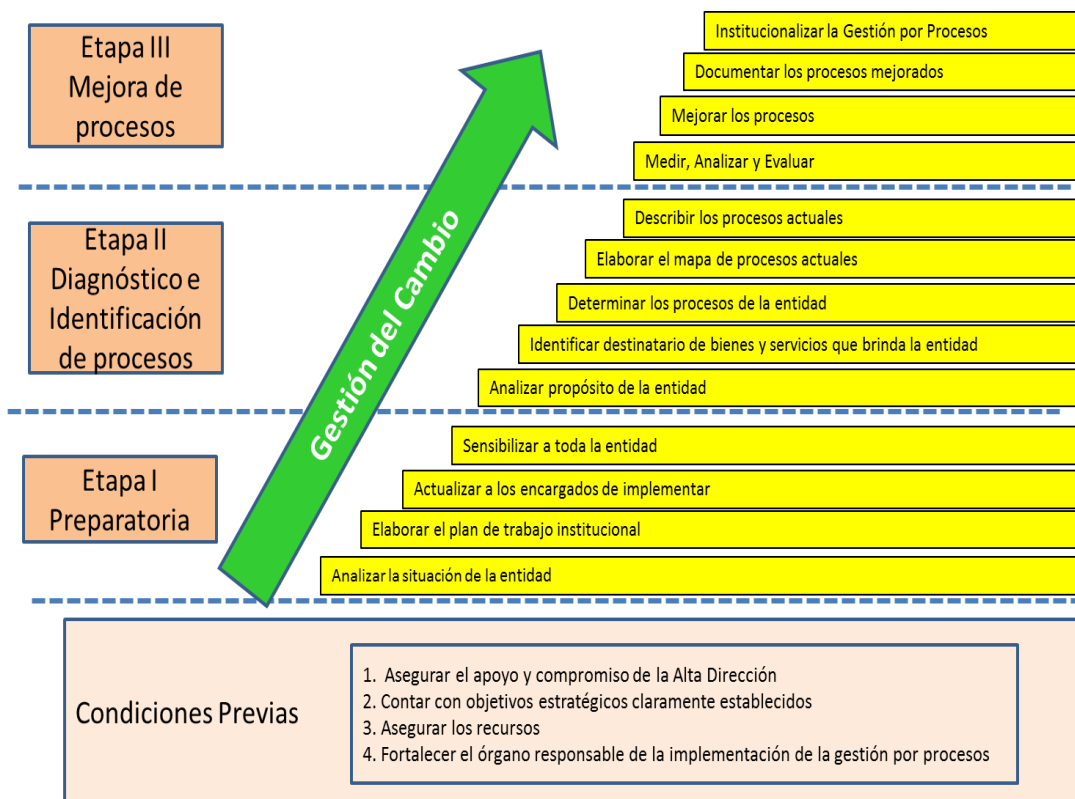 Etapa III
Mejora de
procesos
Institucionalizar la Gestión por Procesos
Documentar los procesos mejorados
Mejorar los procesos
Medir, Analizar y Evaluar
Etapa II
Diagnóstico e
Identificación
de procesos
Describir los procesos actuales
Elaborar el mapa de procesos actuales
Determinar los procesos de la entidad
Identificar destinatario de bienes y servicios que brinda la entidad
Analizar propósito de la entidad
Gestión del Cambio
Etapa I
Preparatoria
Sensibilizar a toda la entidad
Actualizar a los encargados de implementar
Elaborar el plan de trabajo institucional
Analizar la situación de la entidad
Condiciones Previas
1. Asegurar el apoyo y compromiso de la Alta Dirección
2. Contar con objetivos estratégicos claramente establecidos
3. Asegurar los recursos
4. Fortalecer el órgano responsable de la implementación de la gestión por procesos